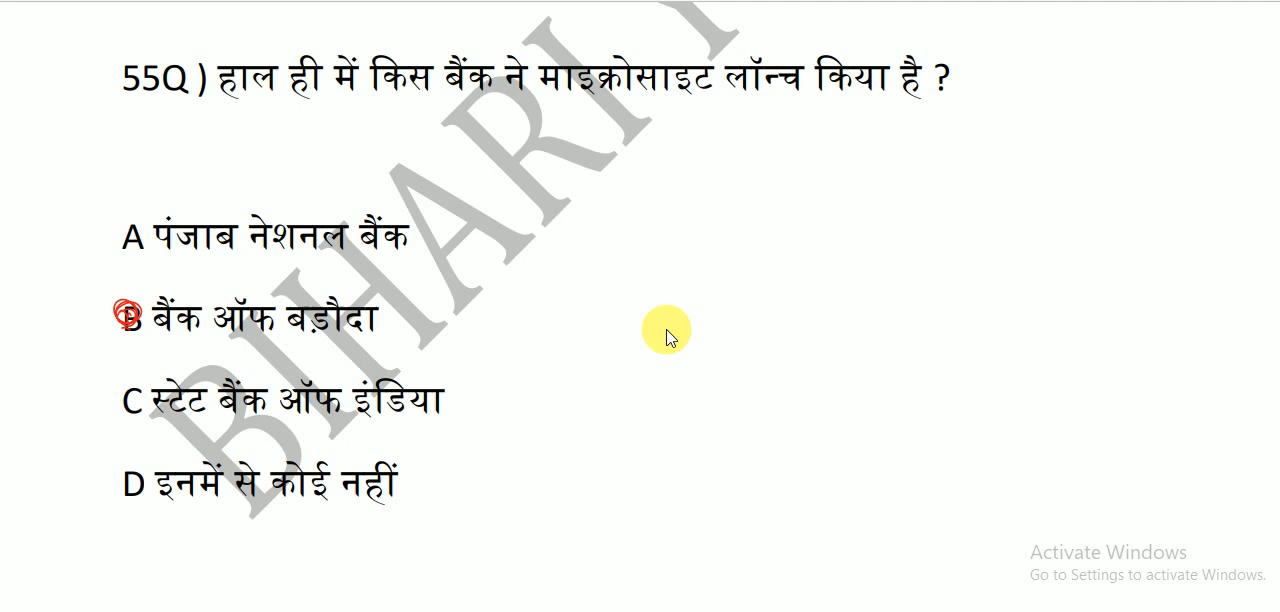 55Q ) हाल ही में किस बैंक ने माइक्रोसाइट लॉन्च किया है ?
A पंजाब नेशनल बैंक
B बैंक ऑफ बड़ौदा
C स्टेट बैंक ऑफ इंडिया
D इनमें से कोई नहीं
BIHARI
Activate Windows
Go to Settings to activate Windows.